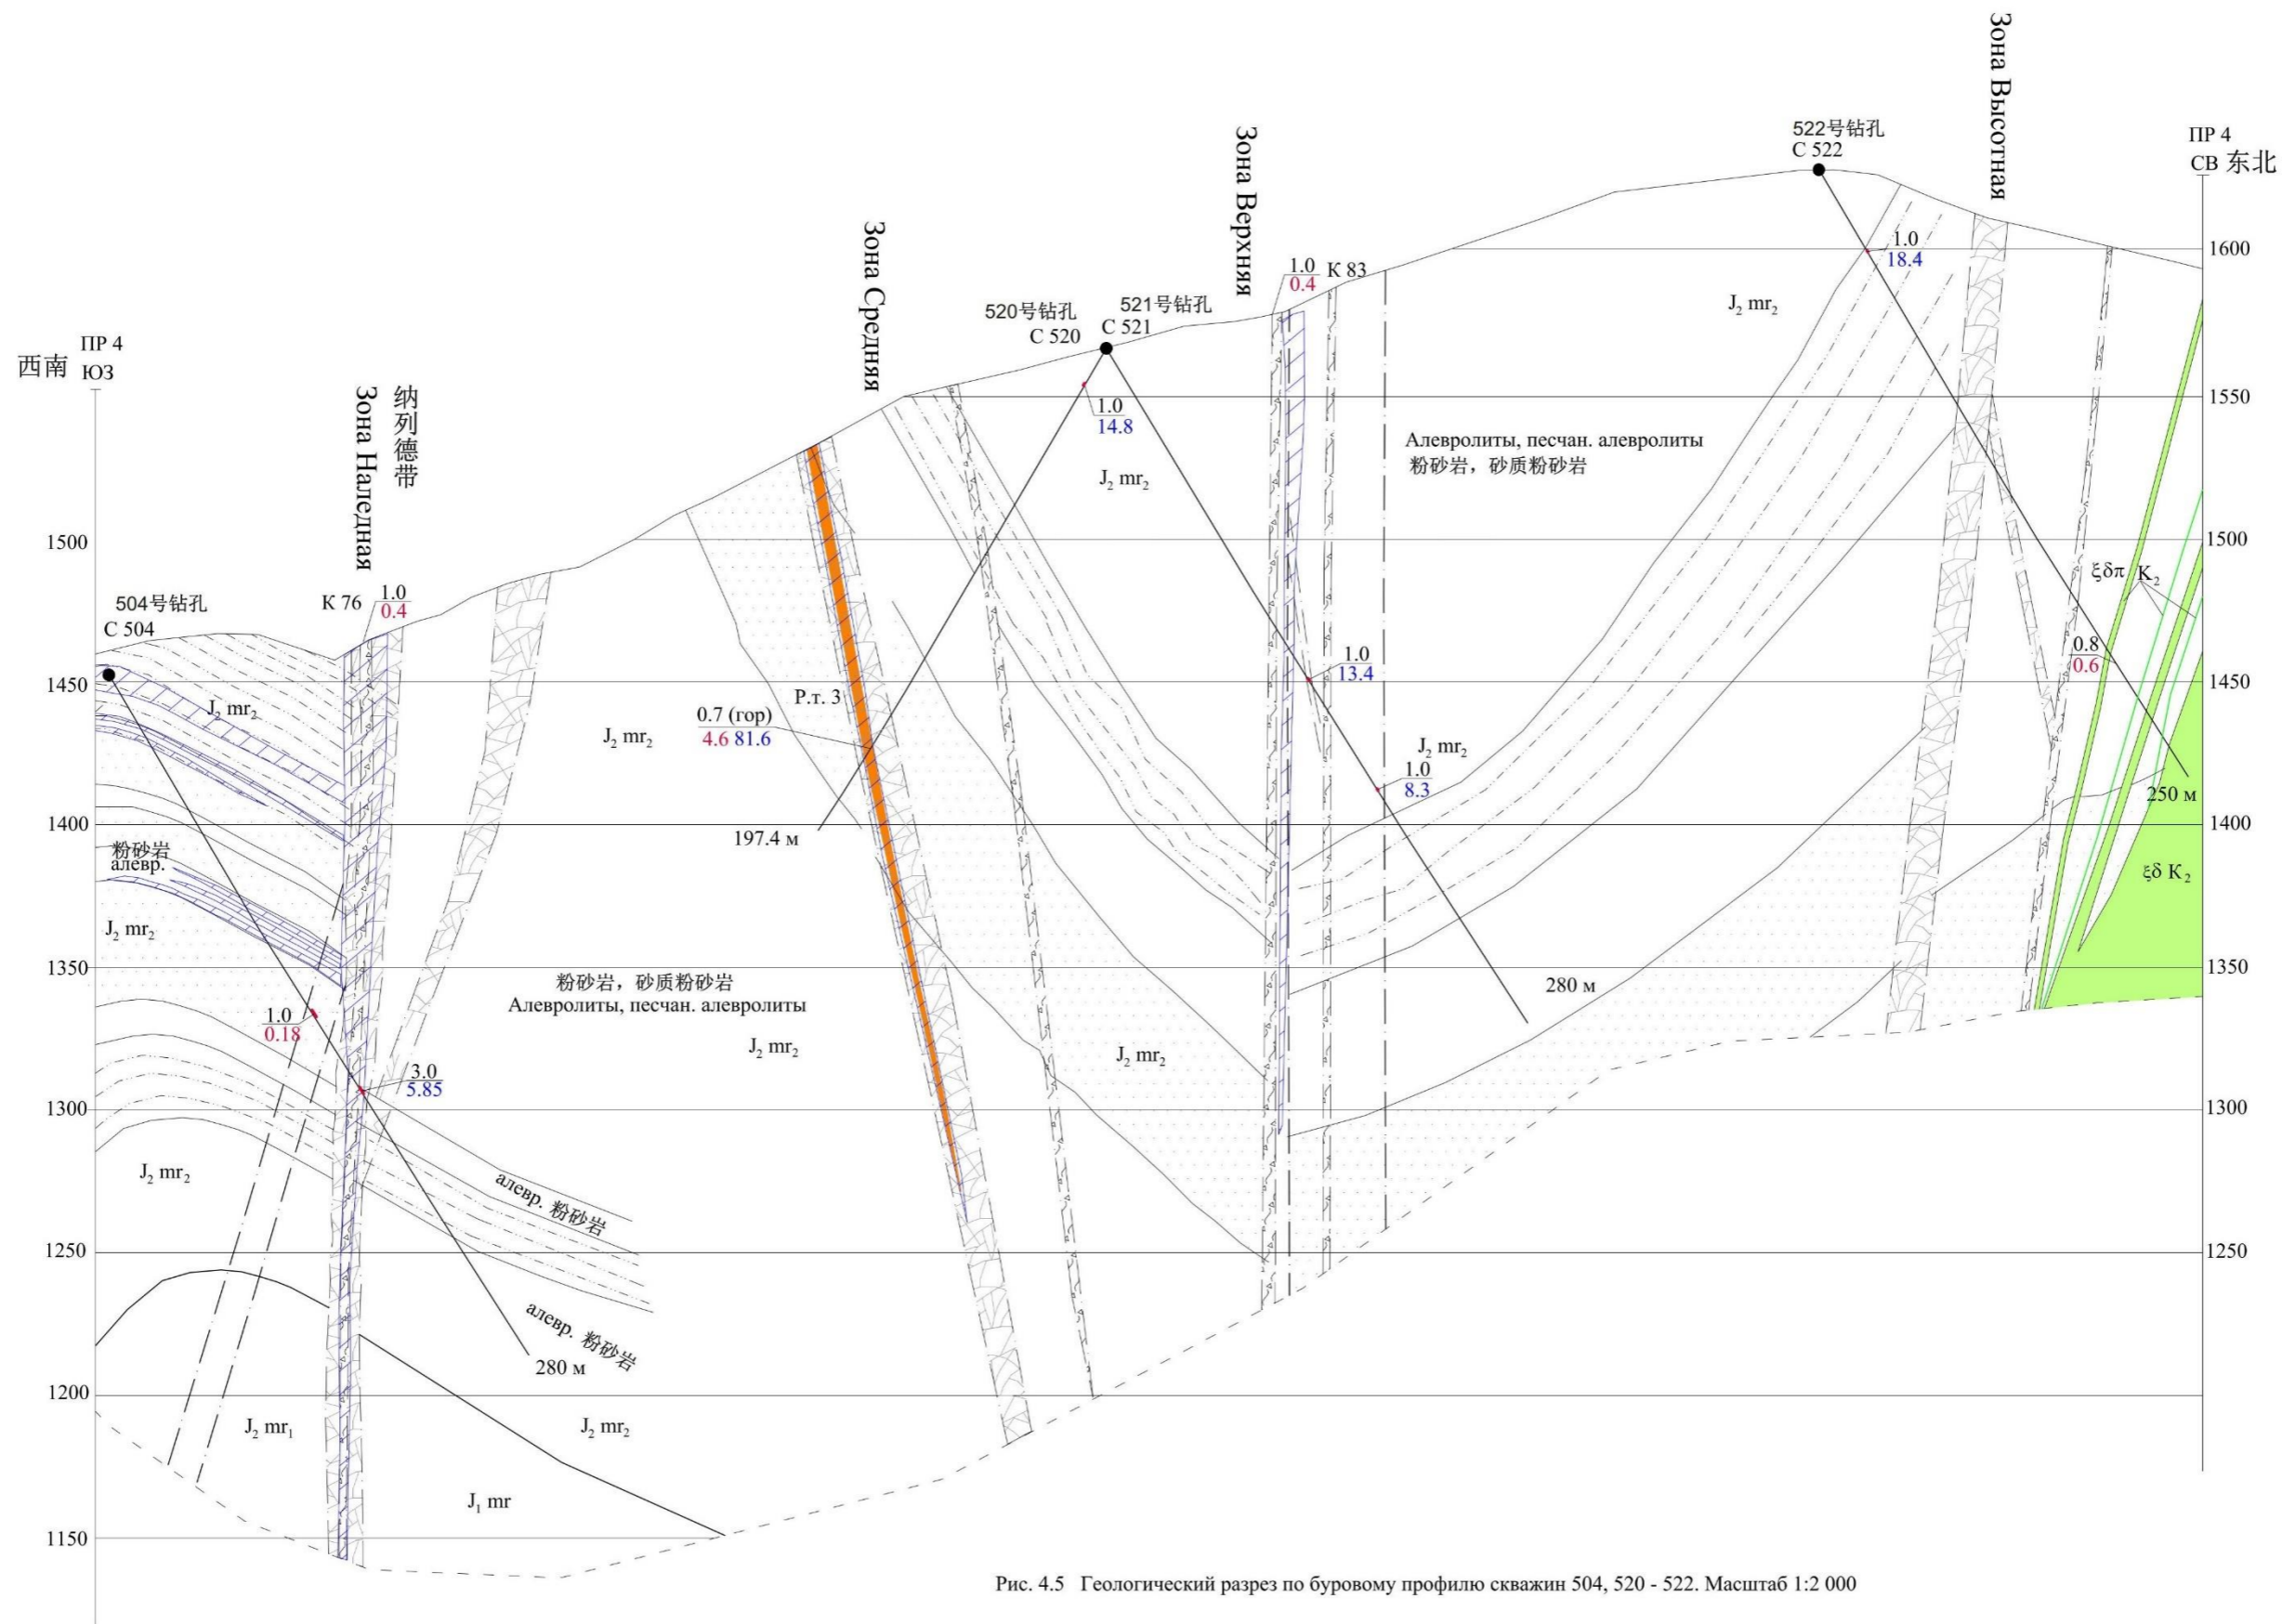 Зона Высотная
522号钻孔
С 522
ПР 4
СВ 东北
Зона Верхняя
Зона Средняя
1.0
0.4
К 83
520号钻孔
С 520
521号钻孔
С 521
1.0
18.4
1600
J₂ mr₂
ПР 4
西南 ЮЗ
Зона Наледная
纳列德带
1.0
14.8
1550
J₂ mr₂
Алевролиты, песчан. алевролиты
粉砂岩，砂质粉砂岩
1500
1500
504号钻孔
С 504
К 76
1.0
0.4
ξδπ K₂
0.8
0.6
1450
1450
J₂ mr₂
Р.т. 3
0.7 (гор)
4.6 81.6
J₂ mr₂
1.0
13.4
J₂ mr₂
1.0
8.3
250 м
1400
1400
197.4 м
粉砂岩
алевр.
ξδ K₂
J₂ mr₂
1350
1350
粉砂岩，砂质粉砂岩
Алевролиты, песчан. алевролиты
280 м
1.0
0.18
J₂ mr₂
J₂ mr₂
3.0
5.85
1300
1300
J₂ mr₂
алевр. 粉砂岩
1250
1250
алевр. 粉砂岩
280 м
1200
J₂ mr₁
J₂ mr₂
J₁ mr
1150
Рис. 4.5 Геологический разрез по буровому профилю скважин 504, 520 - 522. Масштаб 1:2 000